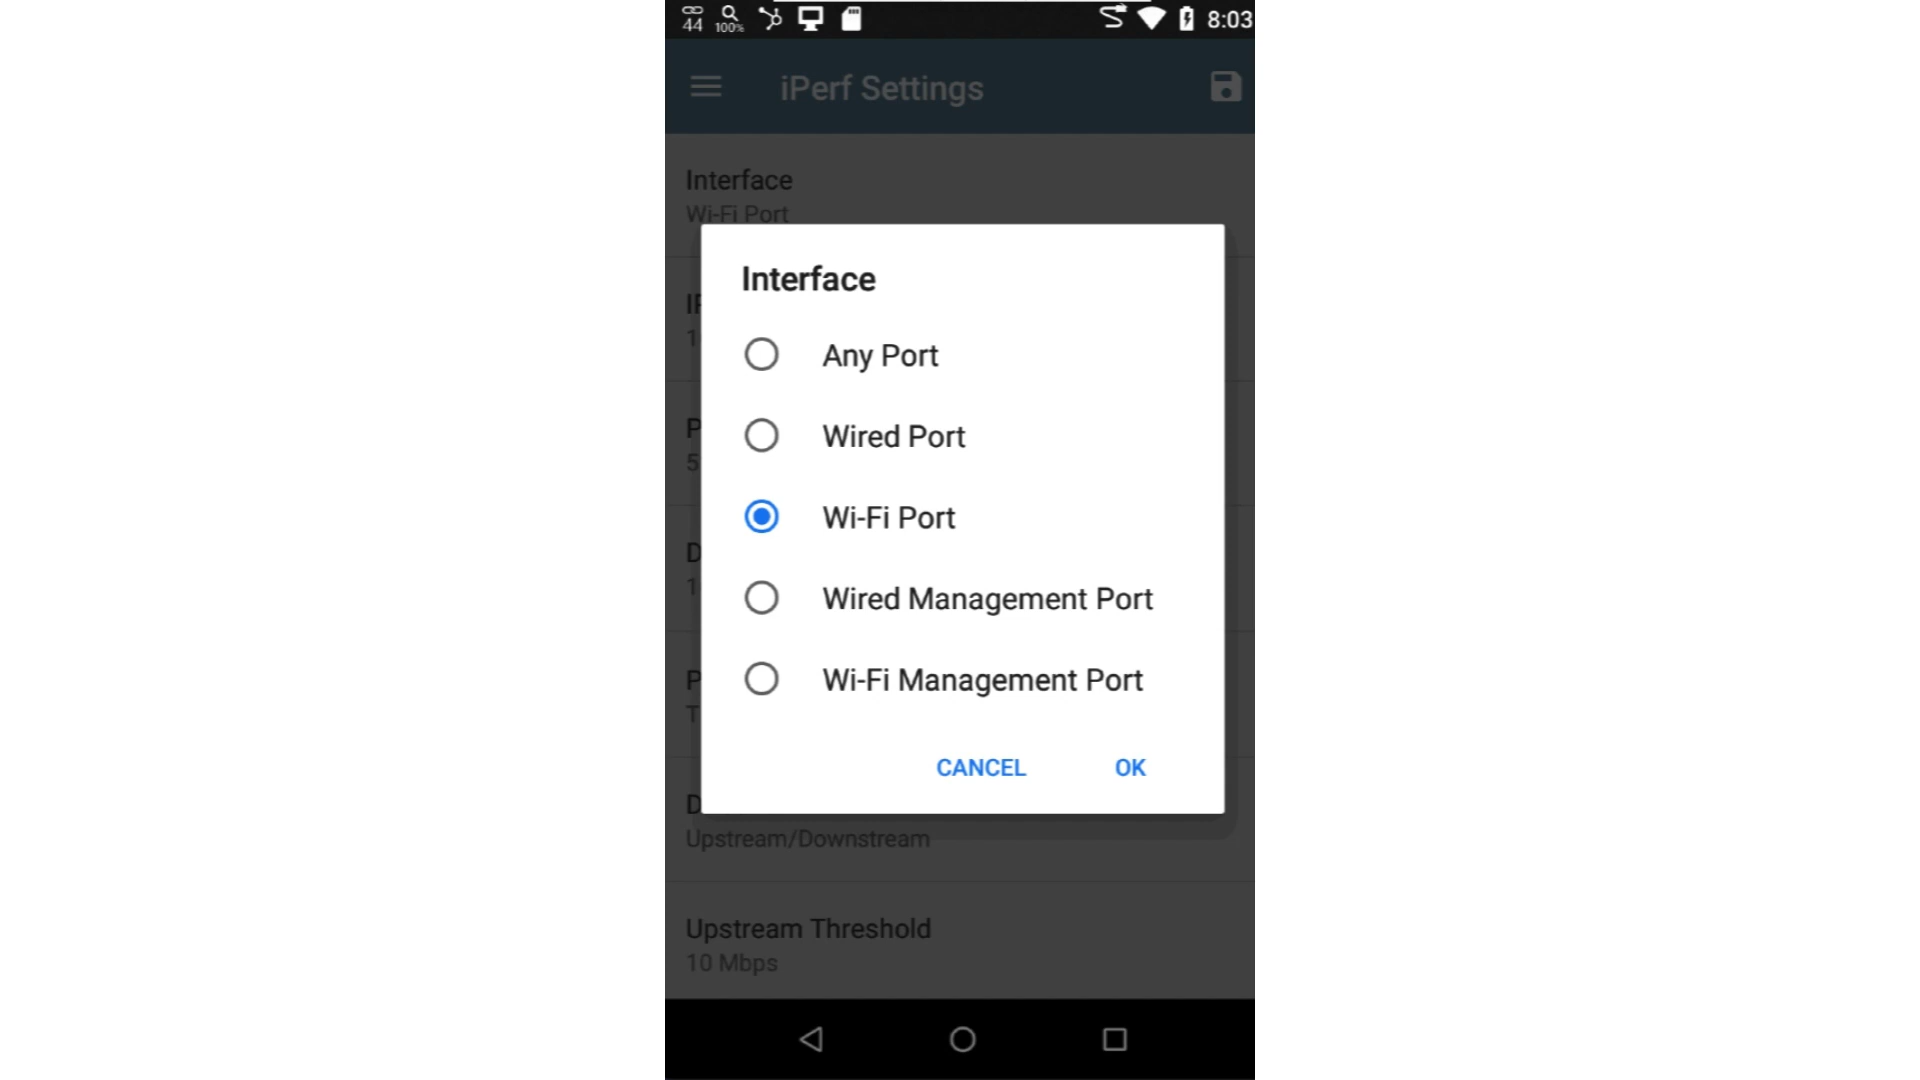 44
100%
8:03
iPerf Settings
Interface
Wi-Fi Port
Interface
Any Port
Wired Port
Wi-Fi Port
Wired Management Port
Wi-Fi Management Port
CANCEL
OK
Upstream/Downstream
Upstream Threshold
10 Mbps